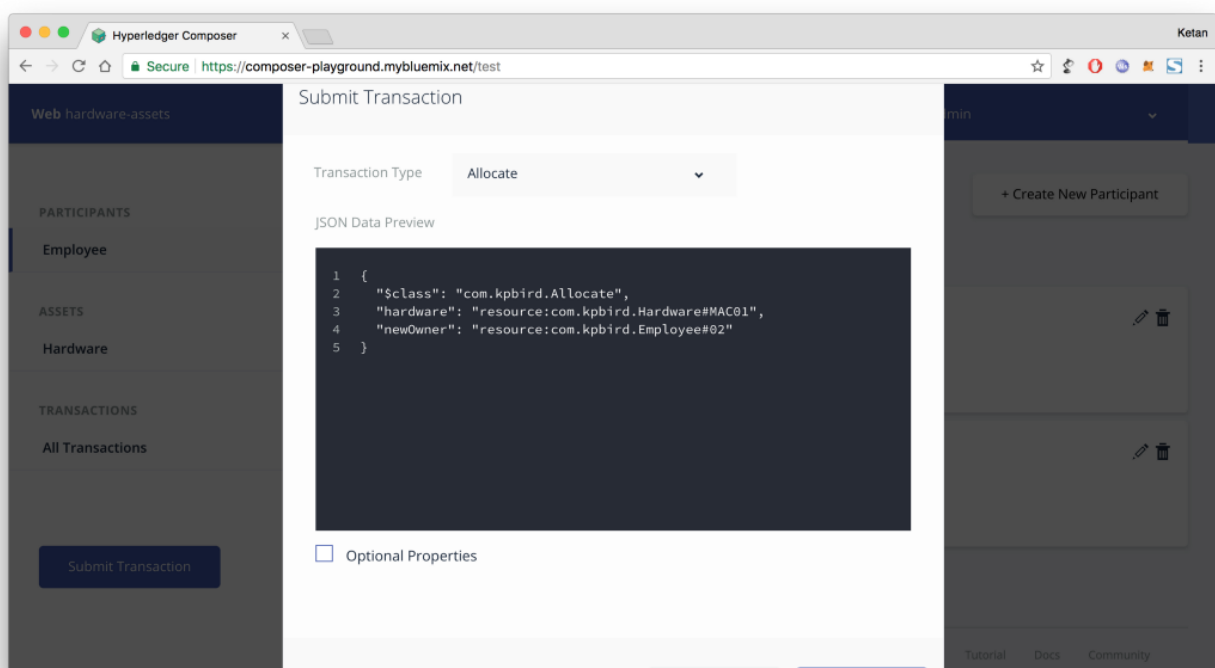 Hyperledger Composer
Ketan
Secure https://composer-playground.mybluemix.net/test
Web hardware-assets
Submit Transaction
Transaction Type
Allocate
+ Create New Participant
PARTICIPANTS
Employee
JSON Data Preview
1 {
2 "$class": "com.kpbird.Allocate",
3 "hardware": "resource:com.kpbird.Hardware#MAC01",
4 "newOwner": "resource:com.kpbird.Employee#02"
5 }
ASSETS
Hardware
TRANSACTIONS
All Transactions
Optional Properties
Submit Transaction
Tutorial Docs Community